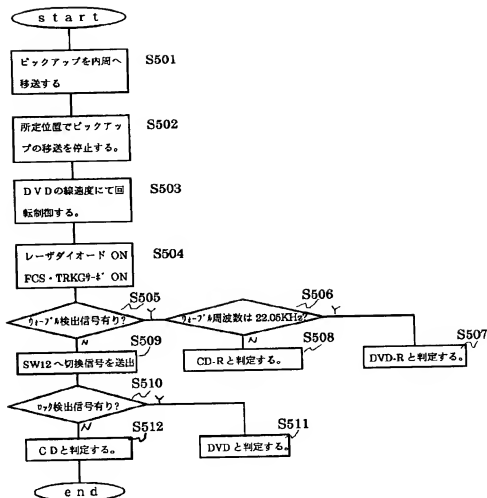 start
ピックアップを内周へ
移送する
S501
所定位置でピックアッ
プの移送を停止する。
S502
DVDの線速度にて回
転制御する。
S503
レーザダイオード ON
FCS・TRKGサーボ ON
S504
S505
ウォーブル検出信号有り?
Y
N
S506
ウォーブル周波数は 22.05KHz?
Y
N
S507
DVD-Rと判定する。
S508
CD-Rと判定する。
S509
SW12へ切換信号を送出
S510
ロック検出信号有り?
Y
N
S511
DVDと判定する。
S512
CDと判定する。
end